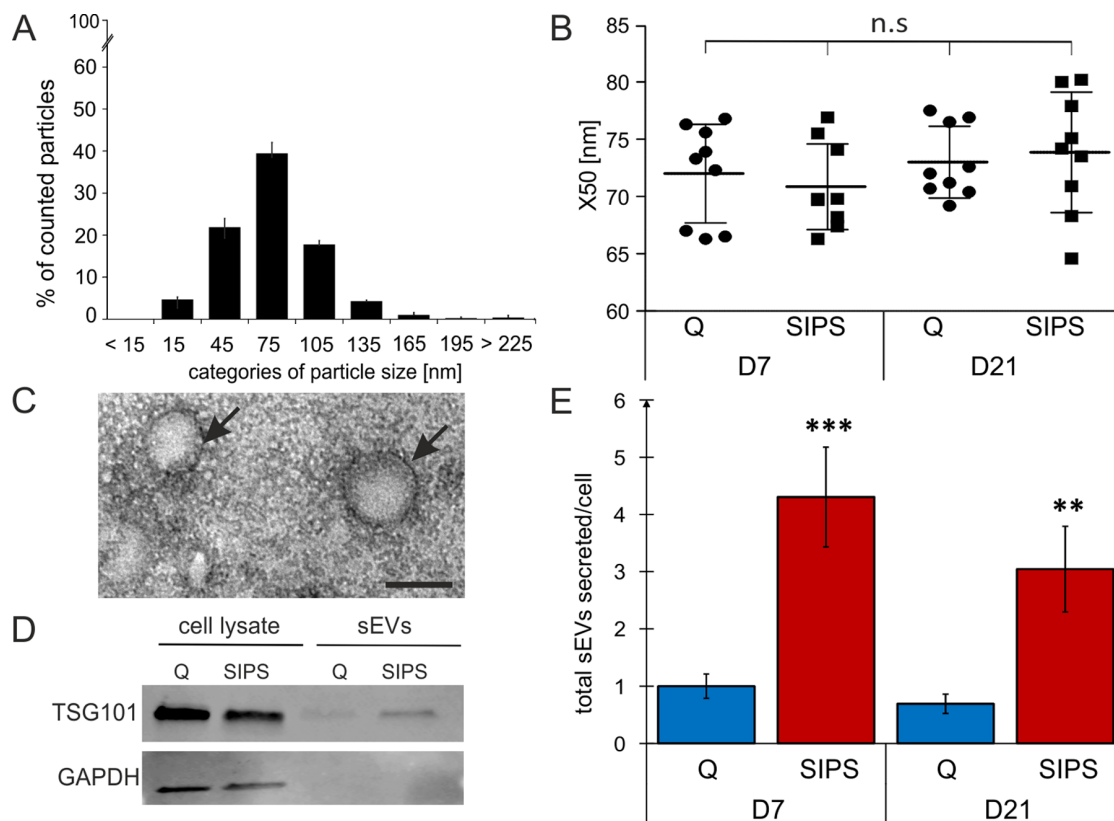 A
100
60
50
40
30
20
10
0
% of counted particles
< 15 15 45 75 105 135 165 195 > 225
categories of particle size [nm]
B
n.s
85
80
75
70
65
60
X50 [nm]
Q SIPS Q SIPS
D7 D21
C
D
cell lysate sEVs
Q SIPS Q SIPS
TSG101
GAPDH
E
6
5
4
3
2
1
0
total sEVs secreted/cell
***
**
Q SIPS Q SIPS
D7 D21